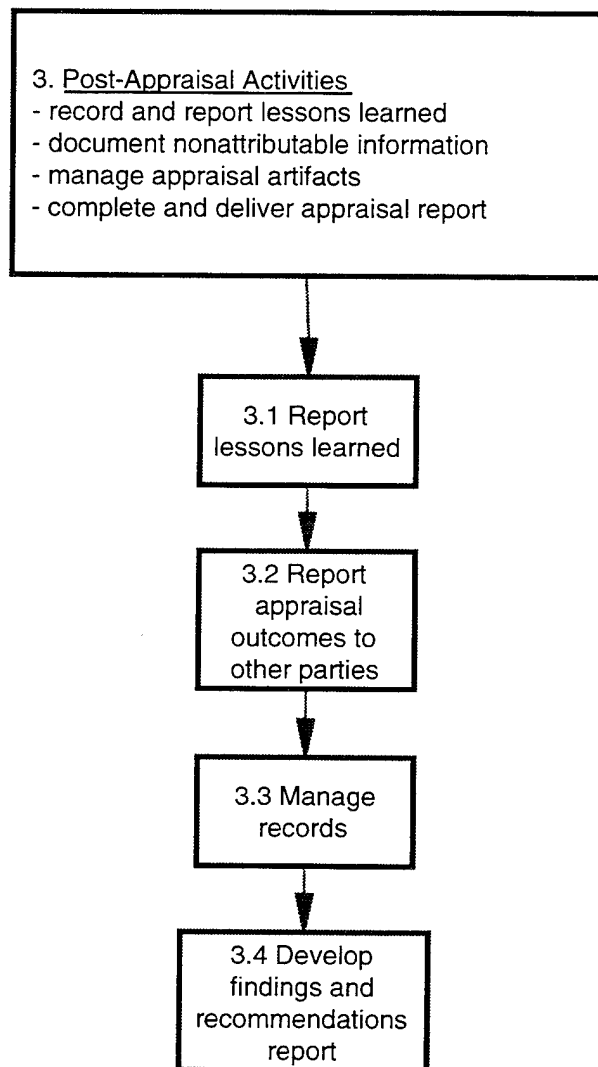 3. Post-Appraisal Activities
- record and report lessons learned
- document nonattributable information
- manage appraisal artifacts
- complete and deliver appraisal report
3.1 Report
lessons learned
3.2 Report
appraisal
outcomes to
other parties
3.3 Manage
records
3.4 Develop
findings and
recommendations
report